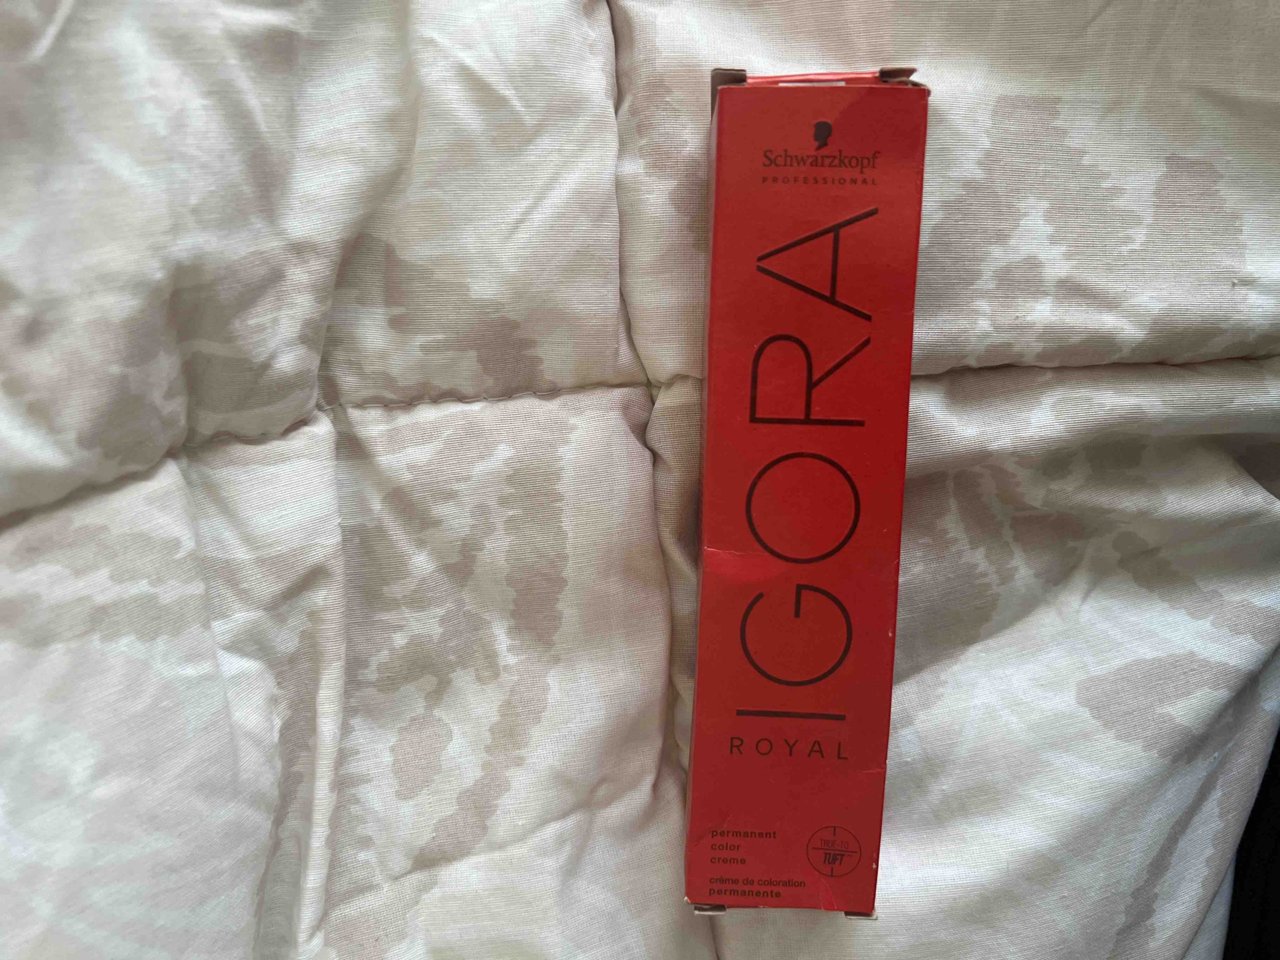 Schwarzkopf
PROFESSIONAL
IGORA
ROYAL
permanent
color
creme
crème de coloration
permanente
TRUE-TO
TUFT